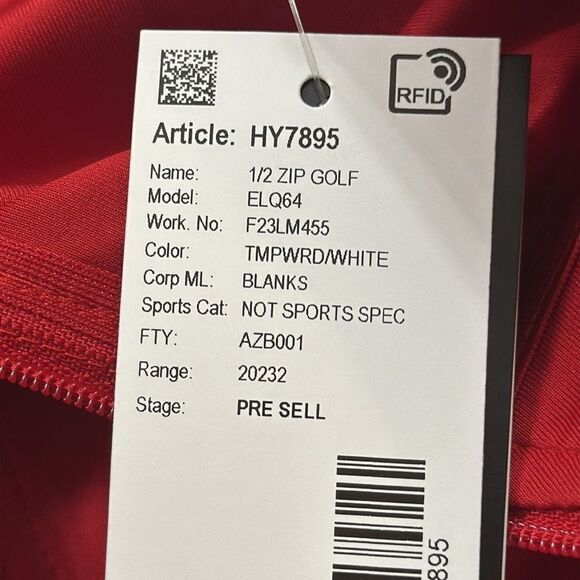 RFID
Article: HY7895
Name: 1/2 ZIP GOLF
Model: ELQ64
Work. No: F23LM455
Color: TMPWRD/WHITE
Corp ML: BLANKS
Sports Cat: NOT SPORTS SPEC
FTY: AZB001
Range: 20232
Stage: PRE SELL
7895